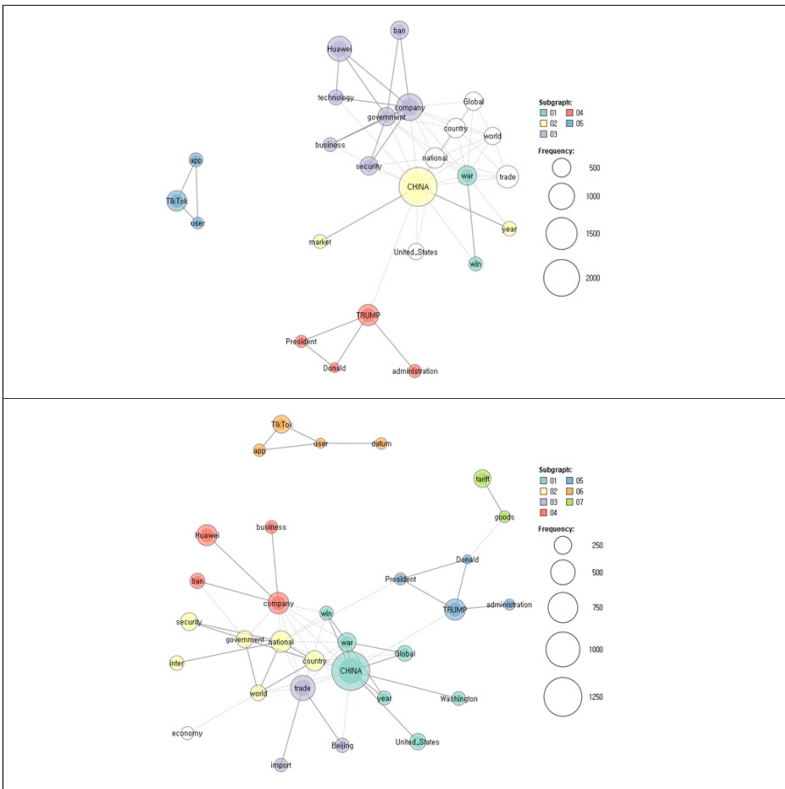 ban
Huawei
technology
company
government
Global
country
world
business
national
security
war
trade
CHINA
app
TikTok
user
market
year
United_States
win
TRUMP
President
Donald
administration
Subgraph:
01 04
02 05
03
Frequency:
500
1000
1500
2000
TikTok
user
datum
app
tariff
goods
business
Huawei
Donald
President
ban
company
win
TRUMP
administration
security
government
national
war
Global
inter
country
CHINA
world
trade
year
Washington
economy
Beijing
United_States
import
Subgraph:
01 05
02 06
03 07
04
Frequency:
250
500
750
1000
1250